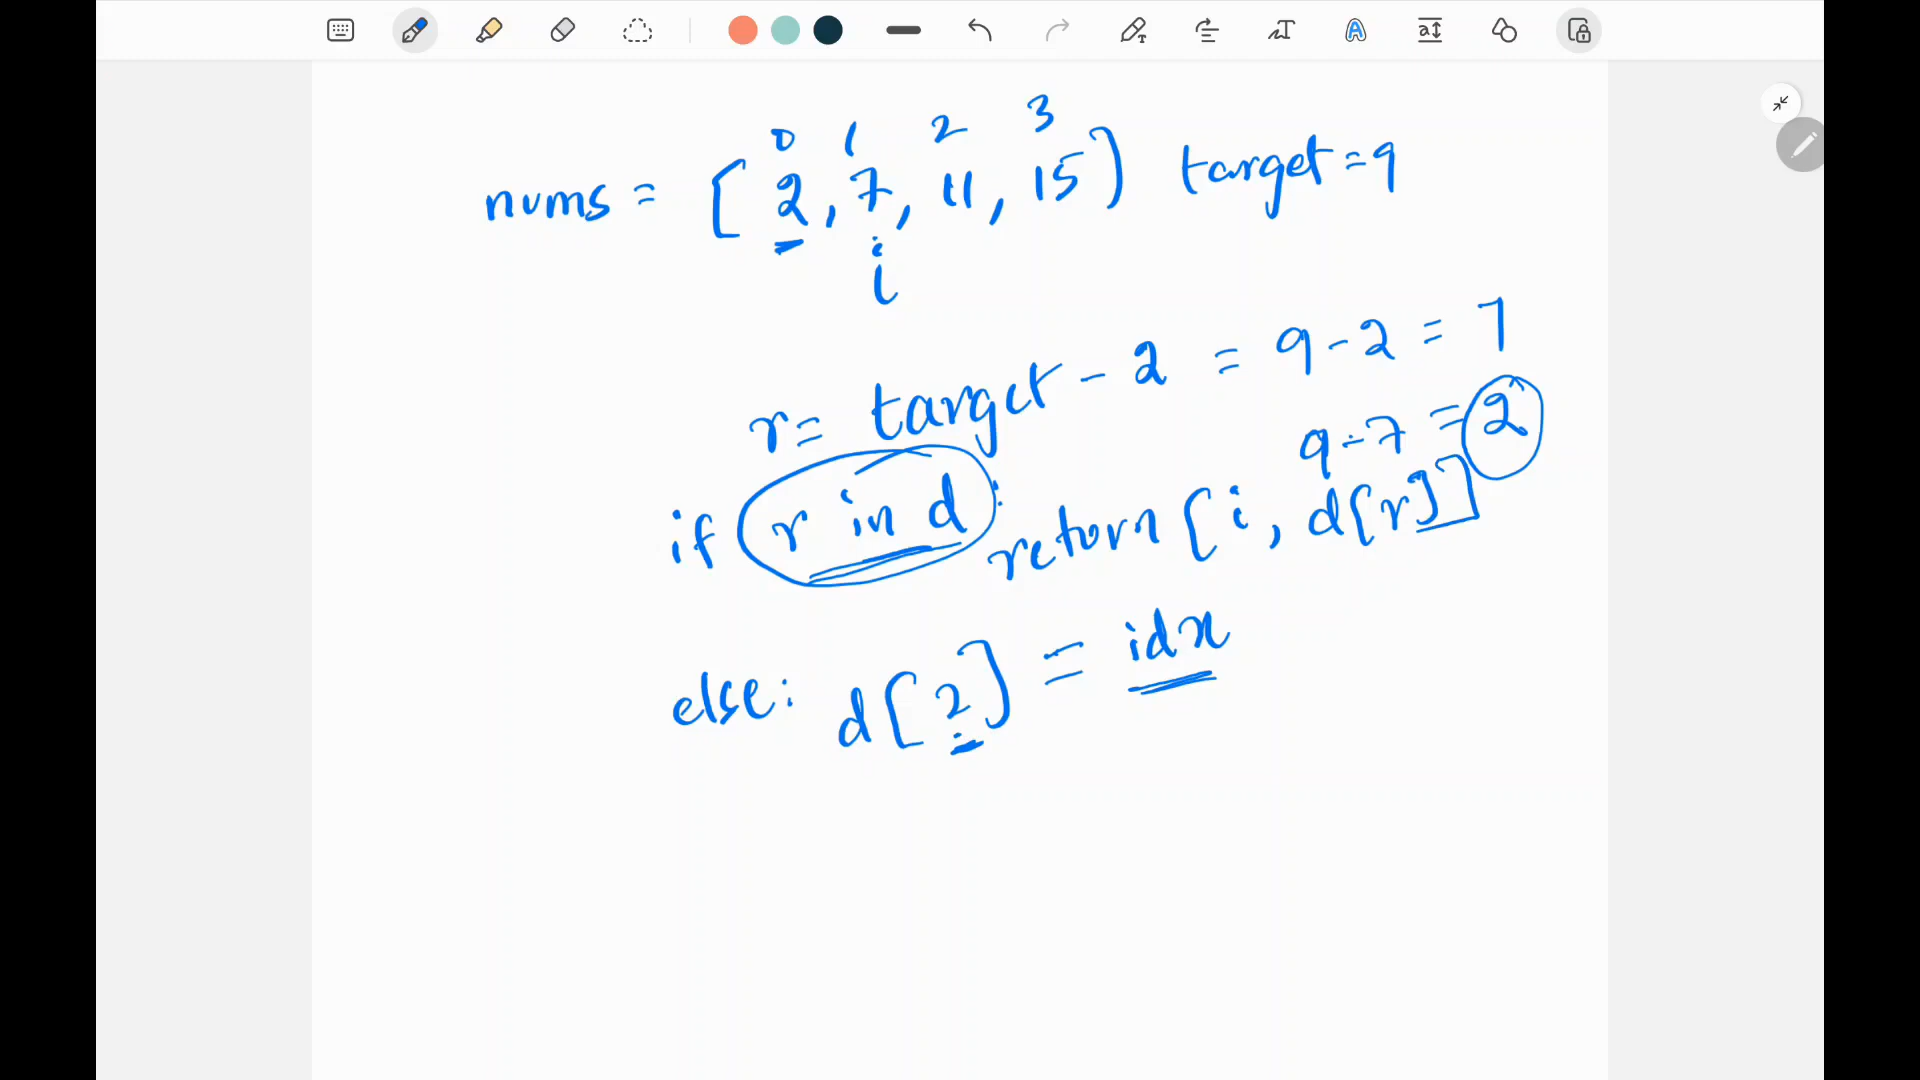 0 1 2 3
nums = [2, 7, 11, 15] target=9
i
r= target - 2 = 9-2 = 7
9-7 = 2
if r in d: return [i, d[r]]
else: d[2] = idx